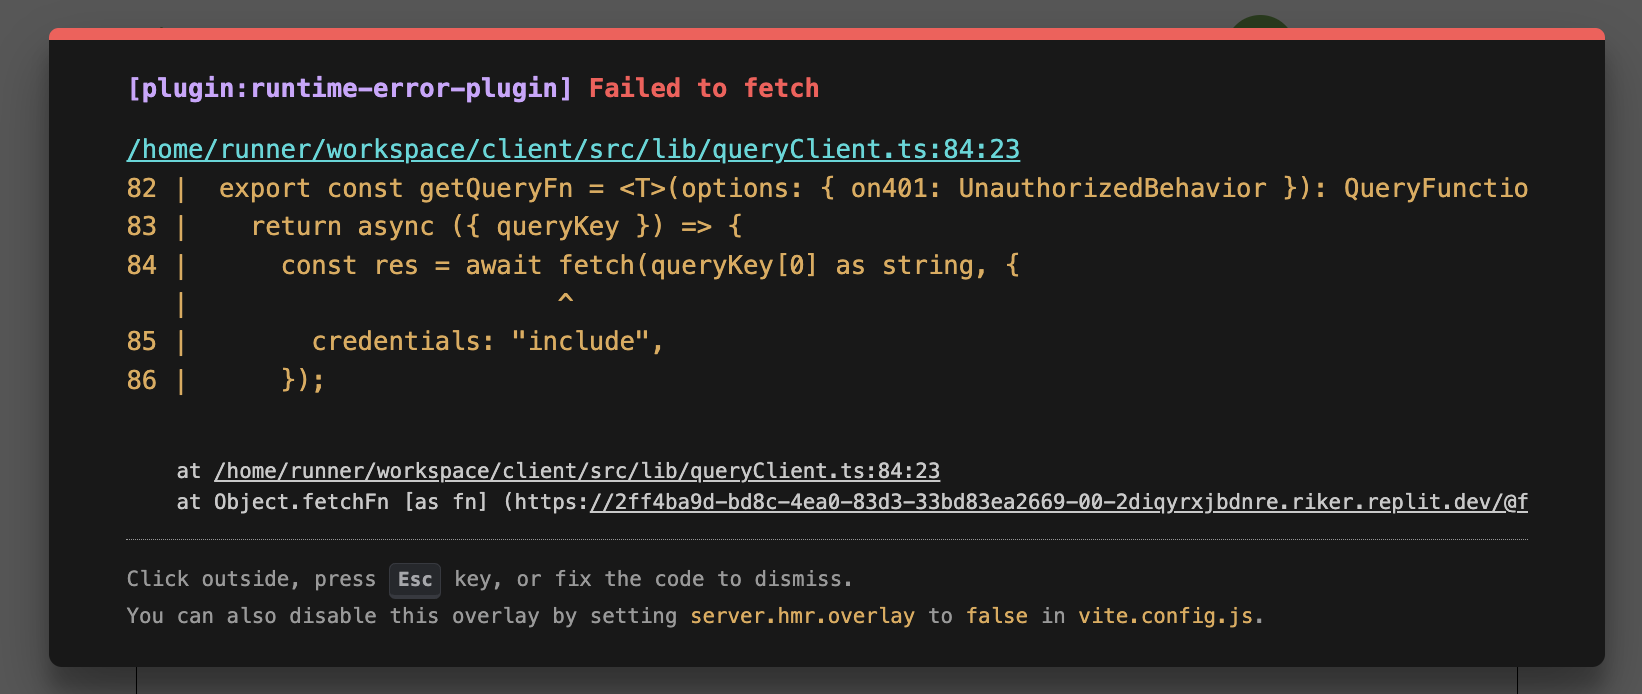 [plugin:runtime-error-plugin] Failed to fetch
/home/runner/workspace/client/src/lib/queryClient.ts:84:23
82 |  export const getQueryFn = <T>(options: { on401: UnauthorizedBehavior }): QueryFunctio
83 |    return async ({ queryKey }) => {
84 |      const res = await fetch(queryKey[0] as string, {
   |                        ^
85 |        credentials: "include",
86 |      });
at /home/runner/workspace/client/src/lib/queryClient.ts:84:23
at Object.fetchFn [as fn] (https://2ff4ba9d-bd8c-4ea0-83d3-33bd83ea2669-00-2diqyrxjbdnre.riker.replit.dev/@f
Click outside, press Esc key, or fix the code to dismiss.
You can also disable this overlay by setting server.hmr.overlay to false in vite.config.js.